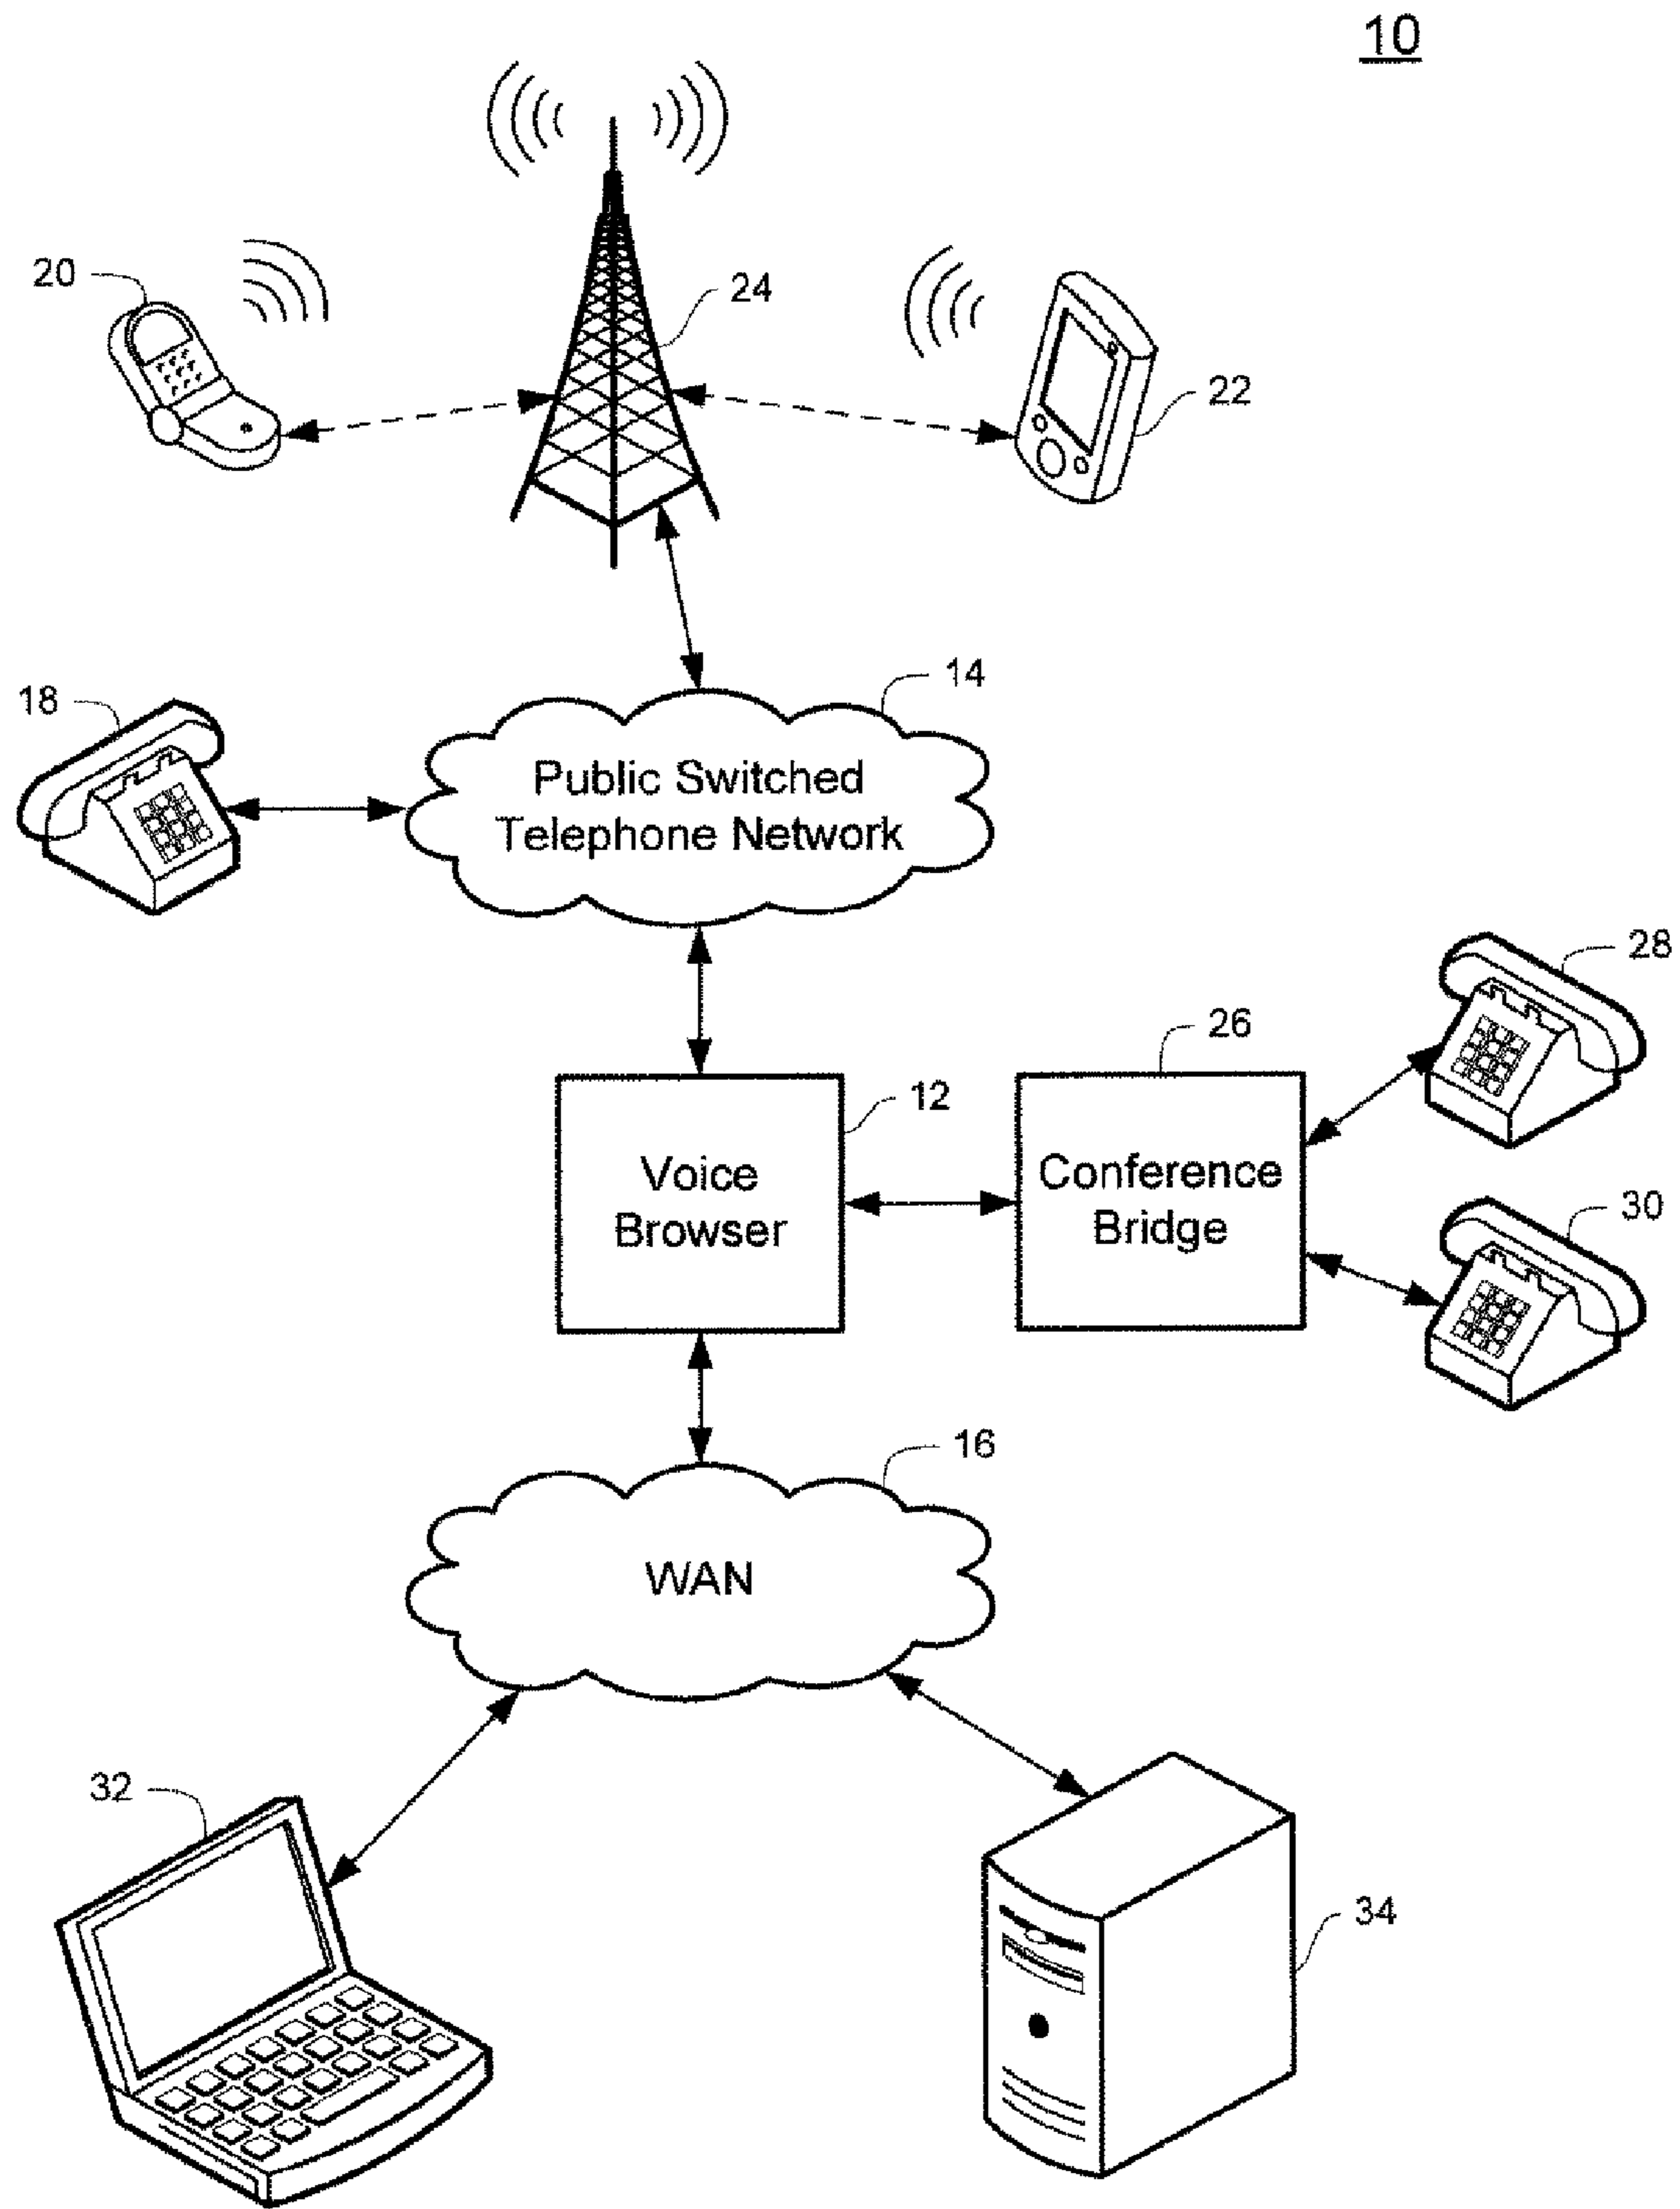 10
20
24
22
14
18
Public Switched
Telephone Network
28
26
12
Voice
Browser
Conference
Bridge
30
16
WAN
32
34